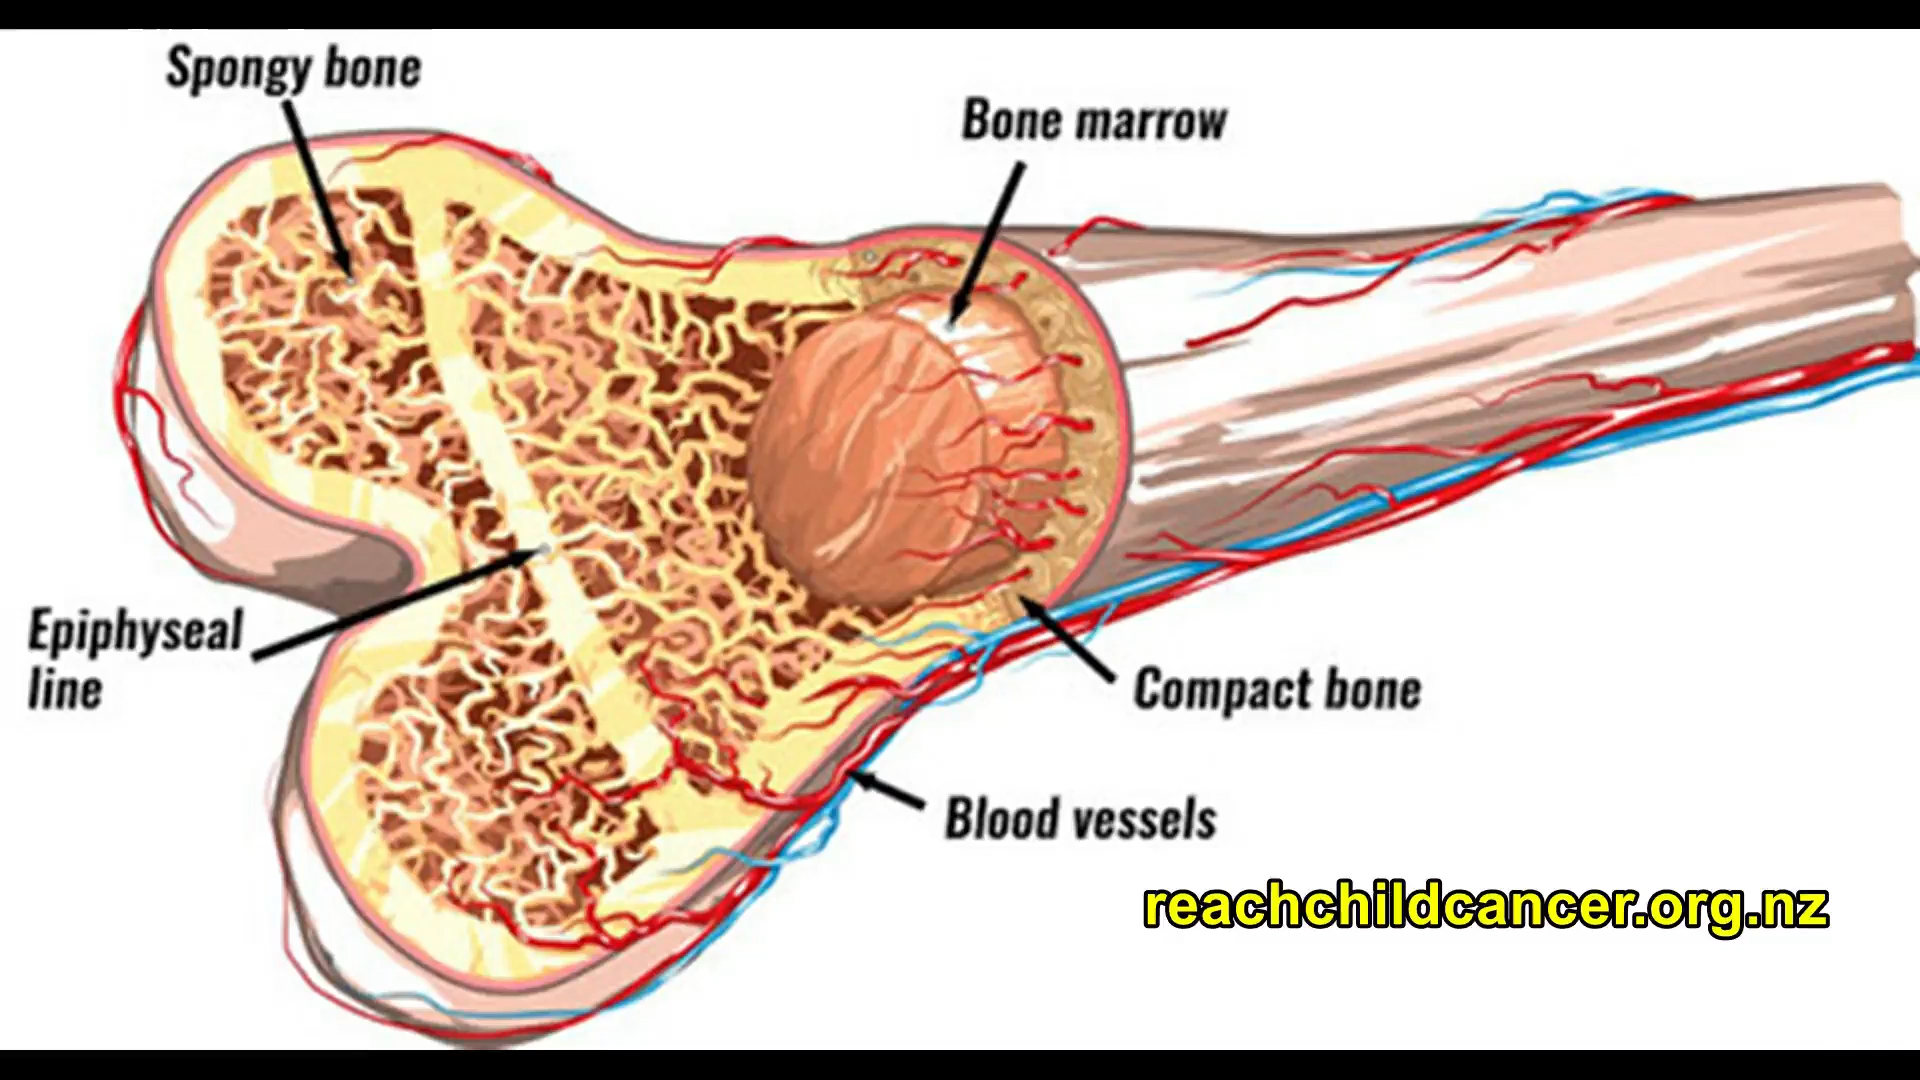 Spongy bone
Bone marrow
Epiphyseal
line
Compact bone
Blood vessels
reachchildcancer.org.nz